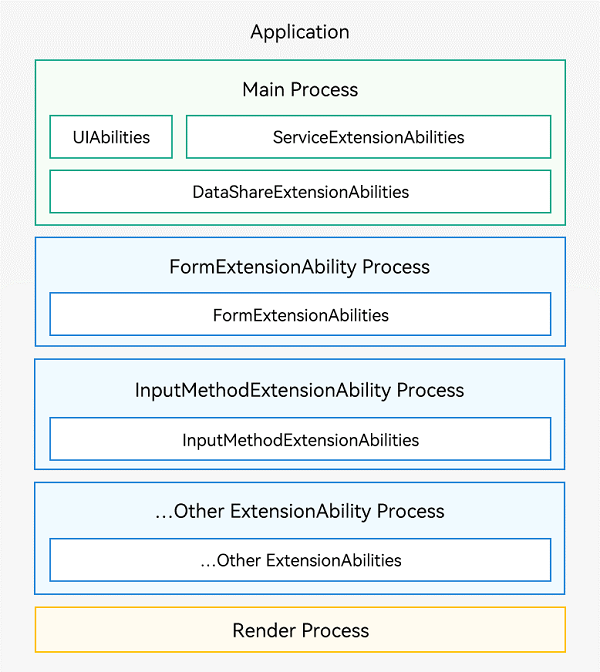 Application
Main Process
UIAbilities
ServiceExtensionAbilities
DataShareExtensionAbilities
FormExtensionAbility Process
FormExtensionAbilities
InputMethodExtensionAbility Process
InputMethodExtensionAbilities
...Other ExtensionAbility Process
...Other ExtensionAbilities
Render Process